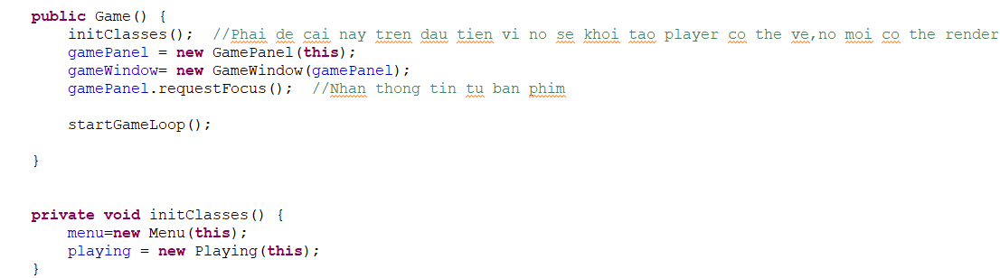 public Game() {
    initClasses();  //Phai de cai nay tren dau tien vi no se khoi tao player co the ve,no moi co the render
    gamePanel = new GamePanel(this);
    gameWindow= new GameWindow(gamePanel);
    gamePanel.requestFocus();  //Nhan thong tin tu ban phim
    startGameLoop();
}
private void initClasses() {
    menu=new Menu(this);
    playing = new Playing(this);
}